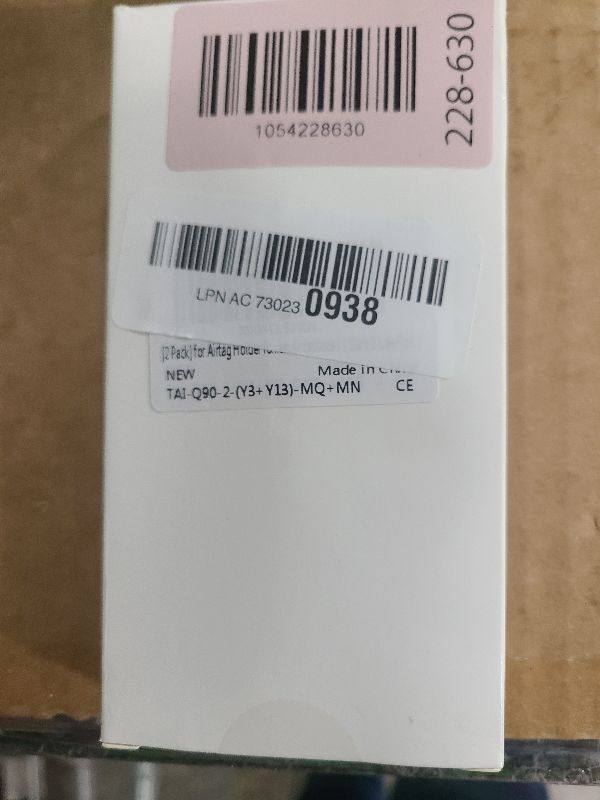 228-630
1054228630
LPN AC 73023 0938
[2 Pack] for Airtag Holder
NEW
Made in
TAI-Q90-2-(Y3+Y13)-MQ+MN
CE